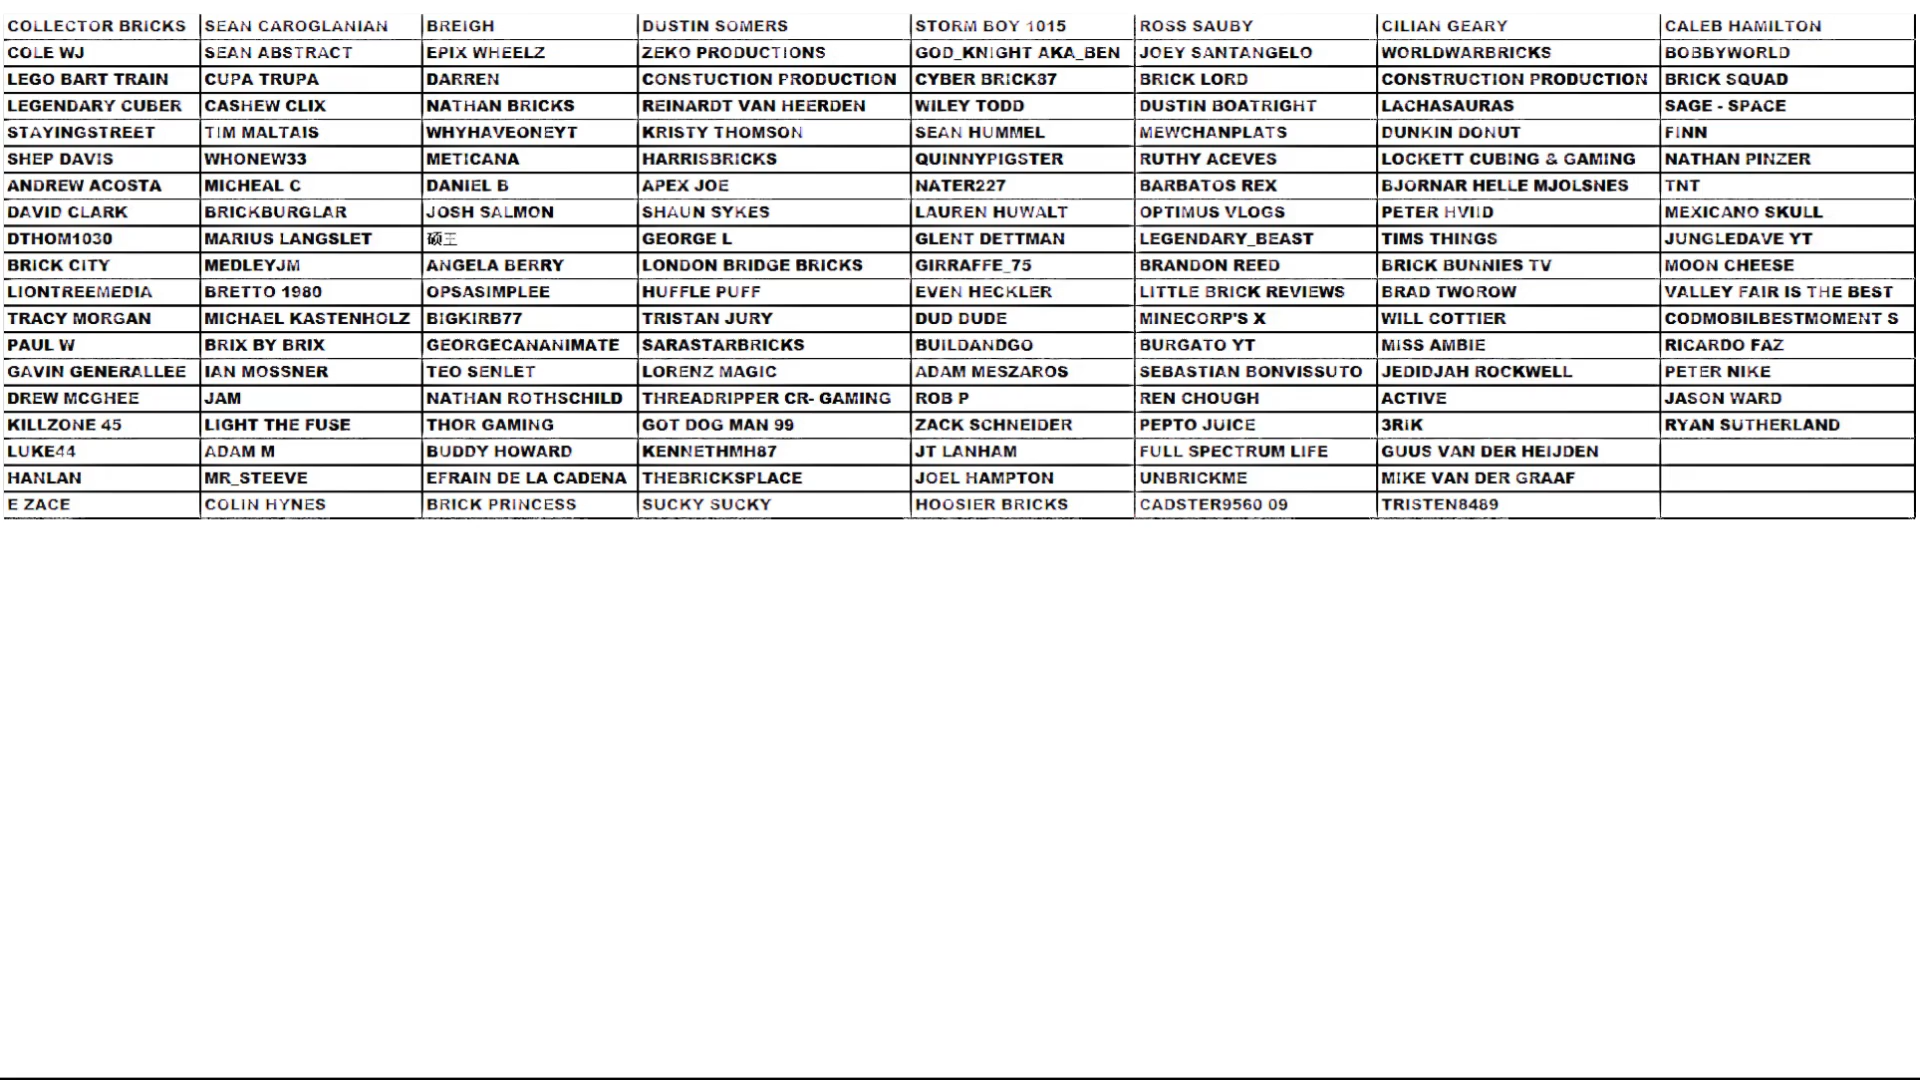 COLLECTOR BRICKS SEAN CAROGLANIAN BREIGH DUSTIN SOMERS STORM BOY 1015 ROSS SAUBY CILIAN GEARY CALEB HAMILTON
COLE WJ SEAN ABSTRACT EPIX WHEELZ ZEKO PRODUCTIONS GOD_KNIGHT AKA_BEN JOEY SANTANGELO WORLDWARBRICKS BOBBYWORLD
LEGO BART TRAIN CUPA TRUPA DARREN CONSTUCTION PRODUCTION CYBER BRICK87 BRICK LORD CONSTRUCTION PRODUCTION BRICK SQUAD
LEGENDARY CUBER CASHEW CLIX NATHAN BRICKS REINARDT VAN HEERDEN WILEY TODD DUSTIN BOATRIGHT LACHASAURAS SAGE - SPACE
STAYINGSTREET TIM MALTAIS WHYHAVEONEYT KRISTY THOMSON SEAN HUMMEL MEWCHANPLATS DUNKIN DONUT FINN
SHEP DAVIS WHONEW33 METICANA HARRISBRICKS QUINNYPIGSTER RUTHY ACEVES LOCKETT CUBING & GAMING NATHAN PINZER
ANDREW ACOSTA MICHEAL C DANIEL B APEX JOE NATER227 BARBATOS REX BJORNAR HELLE MJOLSNES TNT
DAVID CLARK BRICKBURGLAR JOSH SALMON SHAUN SYKES LAUREN HUWALT OPTIMUS VLOGS PETER HVIID MEXICANO SKULL
DTHOM1030 MARIUS LANGSLET 硕王 GEORGE L GLENT DETTMAN LEGENDARY_BEAST TIMS THINGS JUNGLEDAVE YT
BRICK CITY MEDLEYJM ANGELA BERRY LONDON BRIDGE BRICKS GIRRAFFE_75 BRANDON REED BRICK BUNNIES TV MOON CHEESE
LIONTREEMEDIA BRETTO 1980 OPSASIMPLEE HUFFLE PUFF EVEN HECKLER LITTLE BRICK REVIEWS BRAD TWOROW VALLEY FAIR IS THE BEST
TRACY MORGAN MICHAEL KASTENHOLZ BIGKIRB77 TRISTAN JURY DUD DUDE MINECORP'S X WILL COTTIER CODMOBILBESTMOMENT S
PAUL W BRIX BY BRIX GEORGECANANIMATE SARASTARBRICKS BUILDANDGO BURGATO YT MISS AMBIE RICARDO FAZ
GAVIN GENERALLEE IAN MOSSNER TEO SENLET LORENZ MAGIC ADAM MESZAROS SEBASTIAN BONVISSUTO JEDIDJAH ROCKWELL PETER NIKE
DREW MCGHEE JAM NATHAN ROTHSCHILD THREADRIPPER CR- GAMING ROB P REN CHOUGH ACTIVE JASON WARD
KILLZONE 45 LIGHT THE FUSE THOR GAMING GOT DOG MAN 99 ZACK SCHNEIDER PEPTO JUICE 3RIK RYAN SUTHERLAND
LUKE44 ADAM M BUDDY HOWARD KENNETHMH87 JT LANHAM FULL SPECTRUM LIFE GUUS VAN DER HEIJDEN
HANLAN MR_STEEVE EFRAIN DE LA CADENA THEBRICKSPLACE JOEL HAMPTON UNBRICKME MIKE VAN DER GRAAF
E ZACE COLIN HYNES BRICK PRINCESS SUCKY SUCKY HOOSIER BRICKS CADSTER9560 09 TRISTEN8489